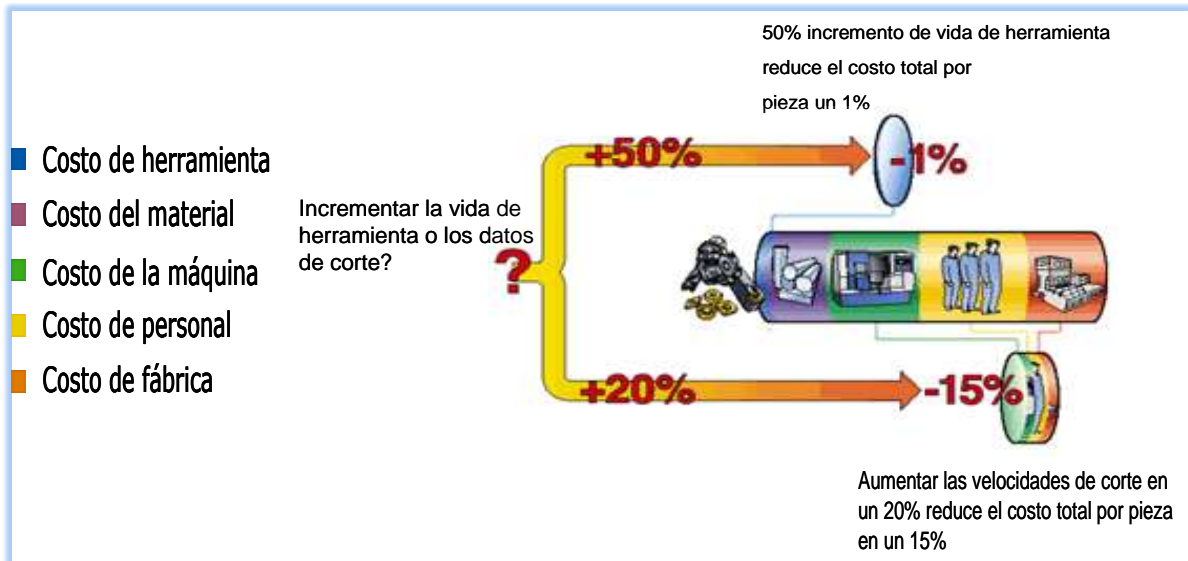 50% incremento de vida de herramienta
reduce el costo total por
pieza un 1%
+50%
-1%
Costo de herramienta
Costo del material
Costo de la máquina
Costo de personal
Costo de fábrica
Incrementar la vida de
herramienta o los datos
de corte?
?
+20%
-15%
Aumentar las velocidades de corte en
un 20% reduce el costo total por pieza
en un 15%